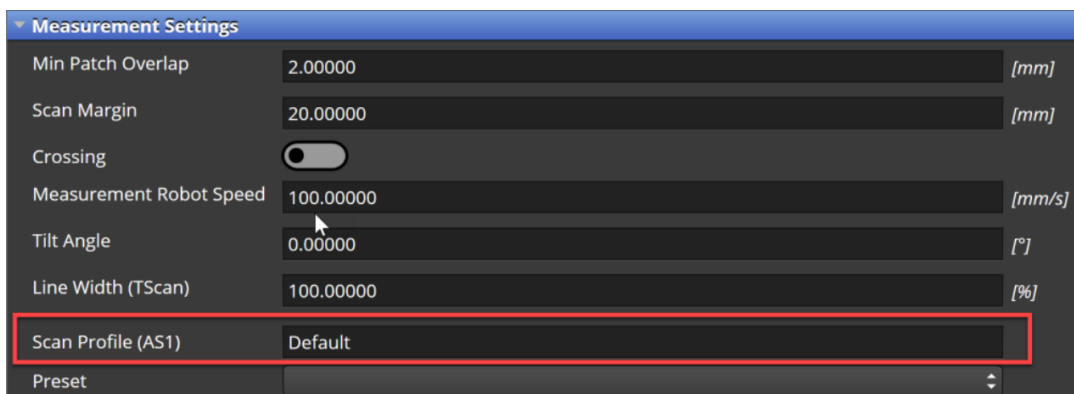 Measurement Settings
Min Patch Overlap 2.00000 [mm]
Scan Margin 20.00000 [mm]
Crossing
Measurement Robot Speed 100.00000 [mm/s]
Tilt Angle 0.00000 [°]
Line Width (TScan) 100.00000 [%]
Scan Profile (AS1) Default
Preset